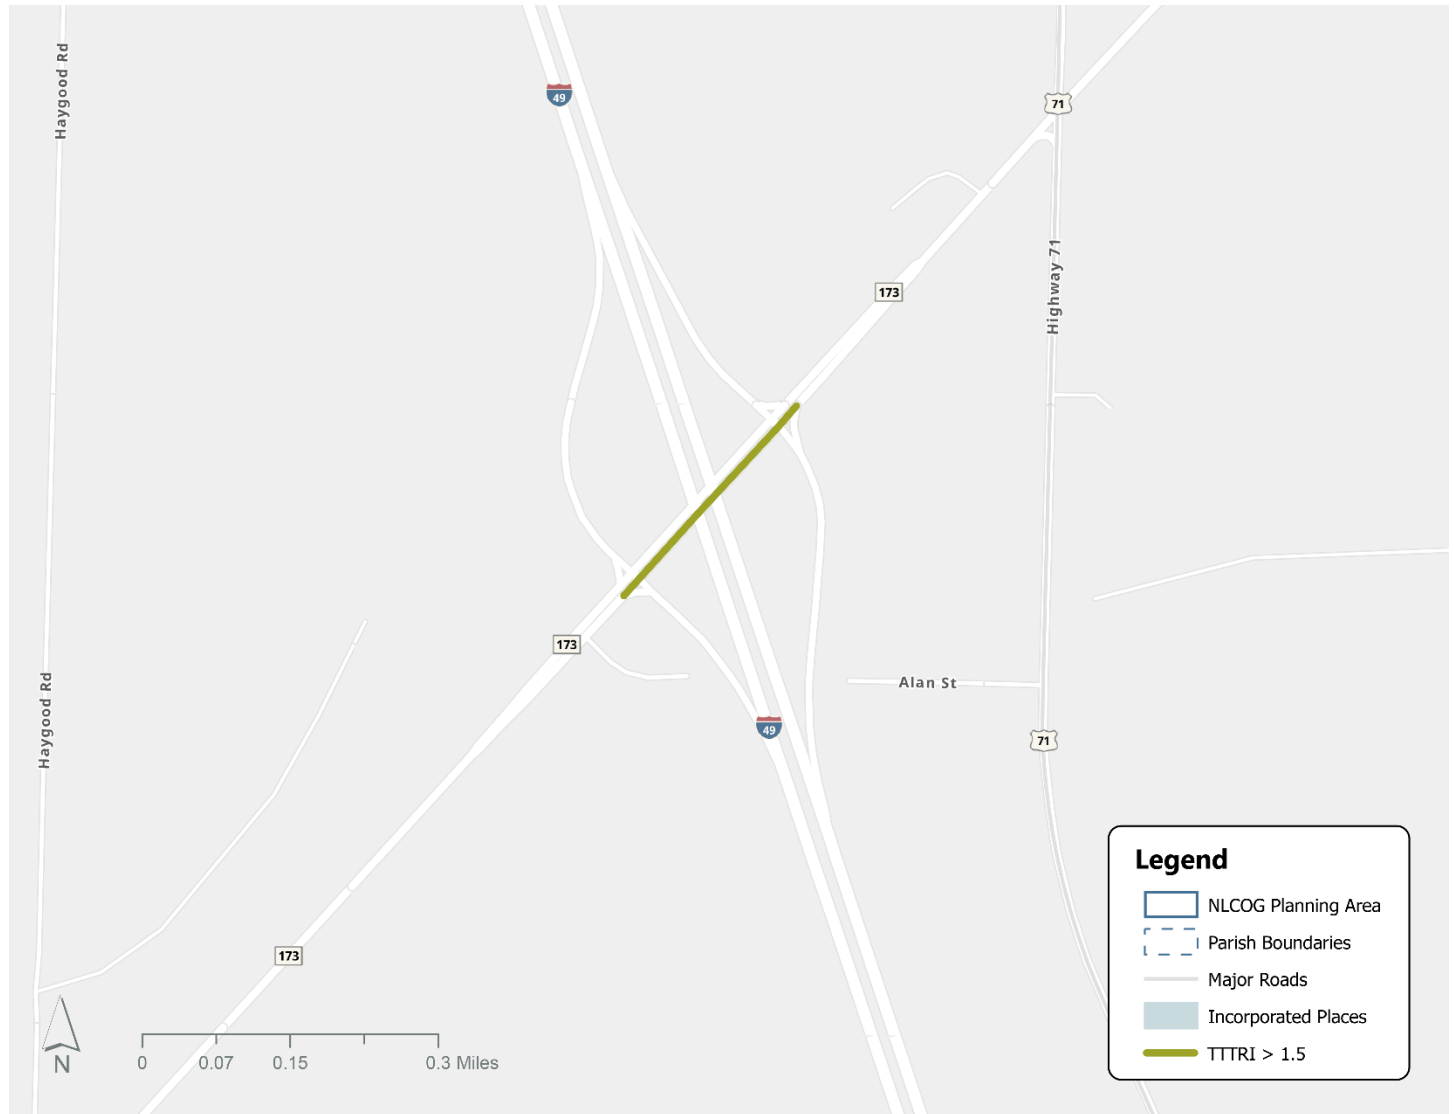 Haygood Rd
49
71
173
Highway 71
173
Haygood Rd
Alan St
49
71
173
N
0 0.07 0.15 0.3 Miles
Legend
NLCOG Planning Area
Parish Boundaries
Major Roads
Incorporated Places
TTTRI > 1.5